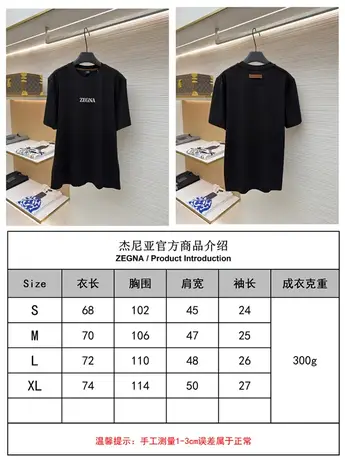 ZEGNA
杰尼亚官方商品介绍
ZEGNA / Product Introduction
Size 衣长 胸围 肩宽 袖长 成衣克重
S 68 102 45 24
M 70 106 47 25
L 72 110 48 26
XL 74 114 50 27
300g
温馨提示：手工测量1-3cm误差属于正常